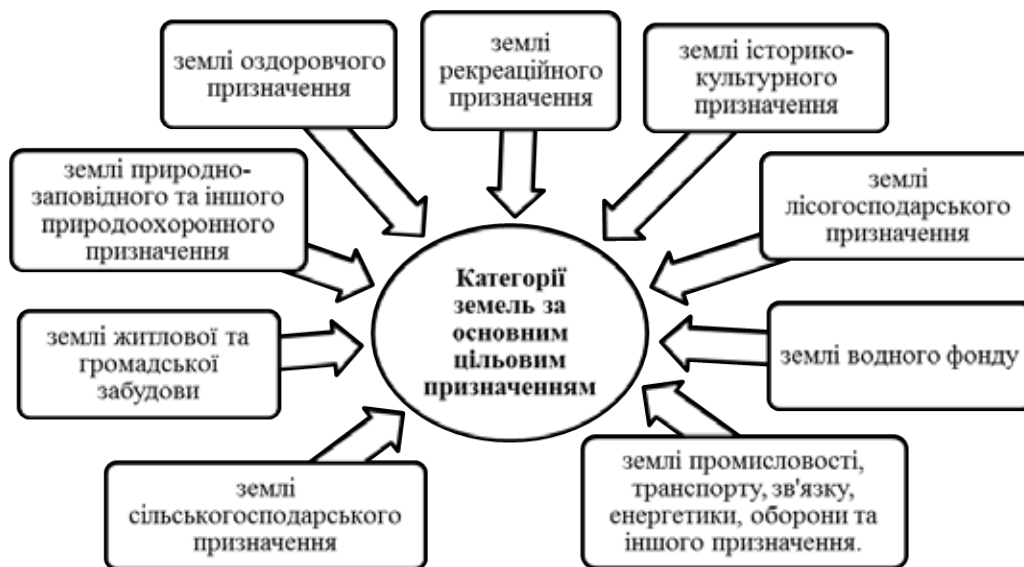 землі оздоровчого
призначення
землі
рекреаційного
призначення
землі історико-
культурного
призначення
землі природно-
заповідного та іншого
природоохоронного
призначення
землі
лісогосподарського
призначення
Категорії
земель за
основним
цільовим
призначенням
землі житлової та
громадської
забудови
землі водного фонду
землі
сільськогосподарського
призначення
землі промисловості,
транспорту, зв'язку,
енергетики, оборони та
іншого призначення.